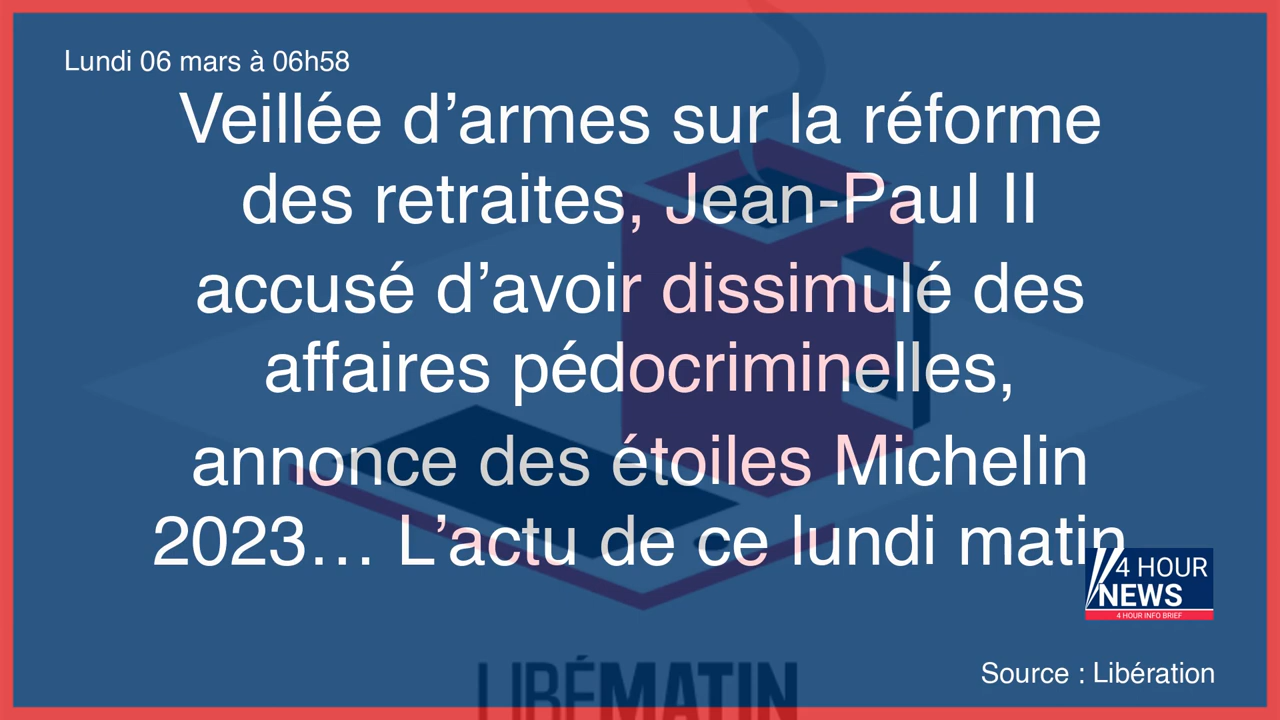 Lundi 06 mars à 06h58
Veillée d’armes sur la réforme
des retraites, Jean-Paul II
accusé d’avoir dissimulé des
affaires pédocriminelles,
annonce des étoiles Michelin
2023… L’actu de ce lundi matin
4 HOUR
NEWS
4 HOUR INFO BRIEF
Source : Libération
LIBÉMATIN